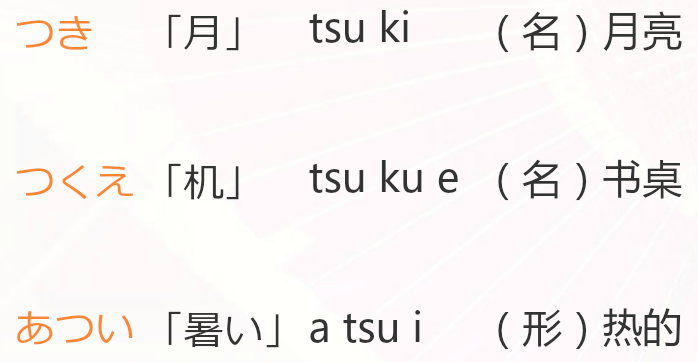 つき 「月」 tsu ki （名）月亮
つくえ 「机」 tsu ku e （名）书桌
あつい 「暑い」 a tsu i （形）热的